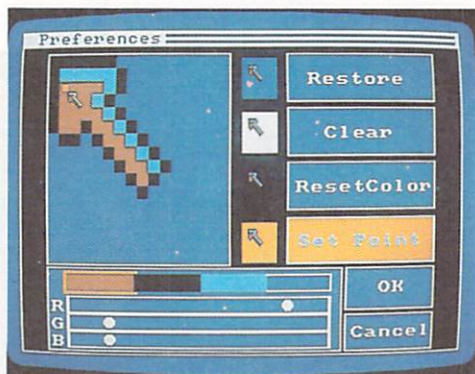 Preferences
Restore
Clear
ResetColor
Set Point
OK
R
G
B
Cancel